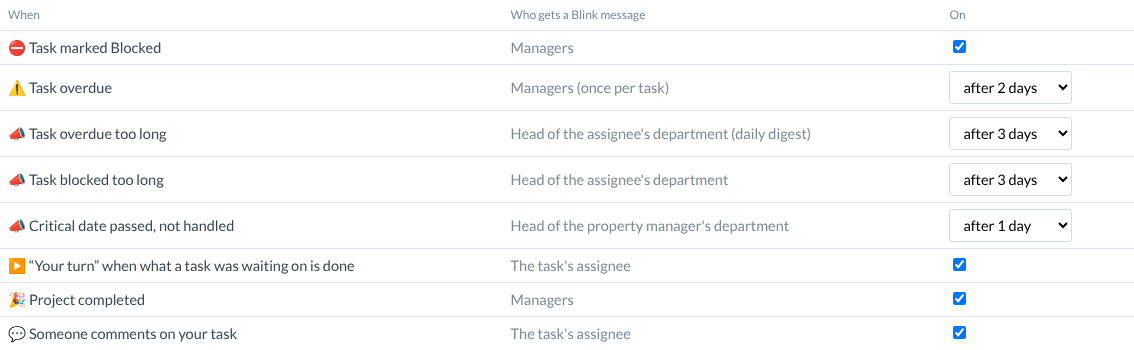 When Who gets a Blink message On
⛔ Task marked Blocked Managers
⚠️ Task overdue Managers (once per task) after 2 days
📣 Task overdue too long Head of the assignee's department (daily digest) after 3 days
📣 Task blocked too long Head of the assignee's department after 3 days
📣 Critical date passed, not handled Head of the property manager's department after 1 day
▶️ “Your turn” when what a task was waiting on is done The task's assignee
🎉 Project completed Managers
💬 Someone comments on your task The task's assignee